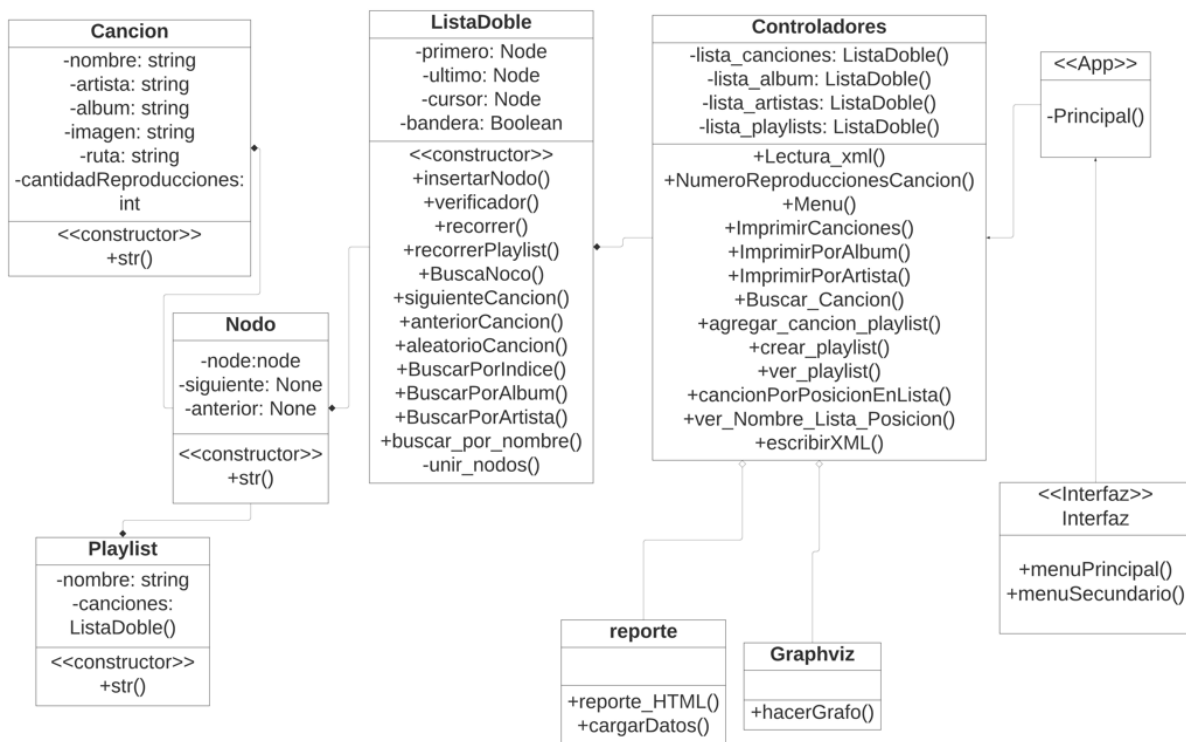 Cancion
-nombre: string
-artista: string
-album: string
-imagen: string
-ruta: string
-cantidadReproducciones:
int
<<constructor>>
+str()
ListaDoble
-primero: Node
-ultimo: Node
-cursor: Node
-bandera: Boolean
<<constructor>>
+insertarNodo()
+verificador()
+recorrer()
+recorrerPlaylist()
+BuscaNoco()
+siguienteCancion()
+anteriorCancion()
+aleatorioCancion()
+BuscarPorIndice()
+BuscarPorAlbum()
+BuscarPorArtista()
+buscar_por_nombre()
-unir_nodos()
Controladores
-lista_canciones: ListaDoble()
-lista_album: ListaDoble()
-lista_artistas: ListaDoble()
-lista_playlists: ListaDoble()
+Lectura_xml()
+NumeroReproduccionesCancion()
+Menu()
+ImprimirCanciones()
+ImprimirPorAlbum()
+ImprimirPorArtista()
+Buscar_Cancion()
+agregar_cancion_playlist()
+crear_playlist()
+ver_playlist()
+cancionPorPosicionEnLista()
+ver_Nombre_Lista_Posicion()
+escribirXML()
<<App>>
-Principal()
Nodo
-node:node
-siguiente: None
-anterior: None
<<constructor>>
+str()
Playlist
-nombre: string
-canciones:
ListaDoble()
<<constructor>>
+str()
reporte
+reporte_HTML()
+cargarDatos()
Graphviz
+hacerGrafo()
<<Interfaz>>
Interfaz
+menuPrincipal()
+menuSecundario()